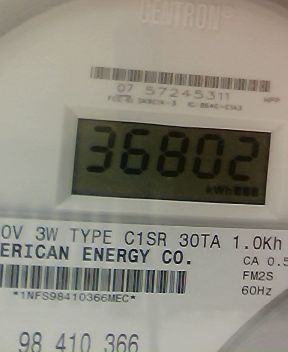 CENTRON®
07 57245311
36802
kWh
0V 3W TYPE C1SR 30TA 1.0Kh
ERICAN ENERGY CO.
CA 0.5
FM2S
*1NFS98410366MEC*
60Hz
98 410 366